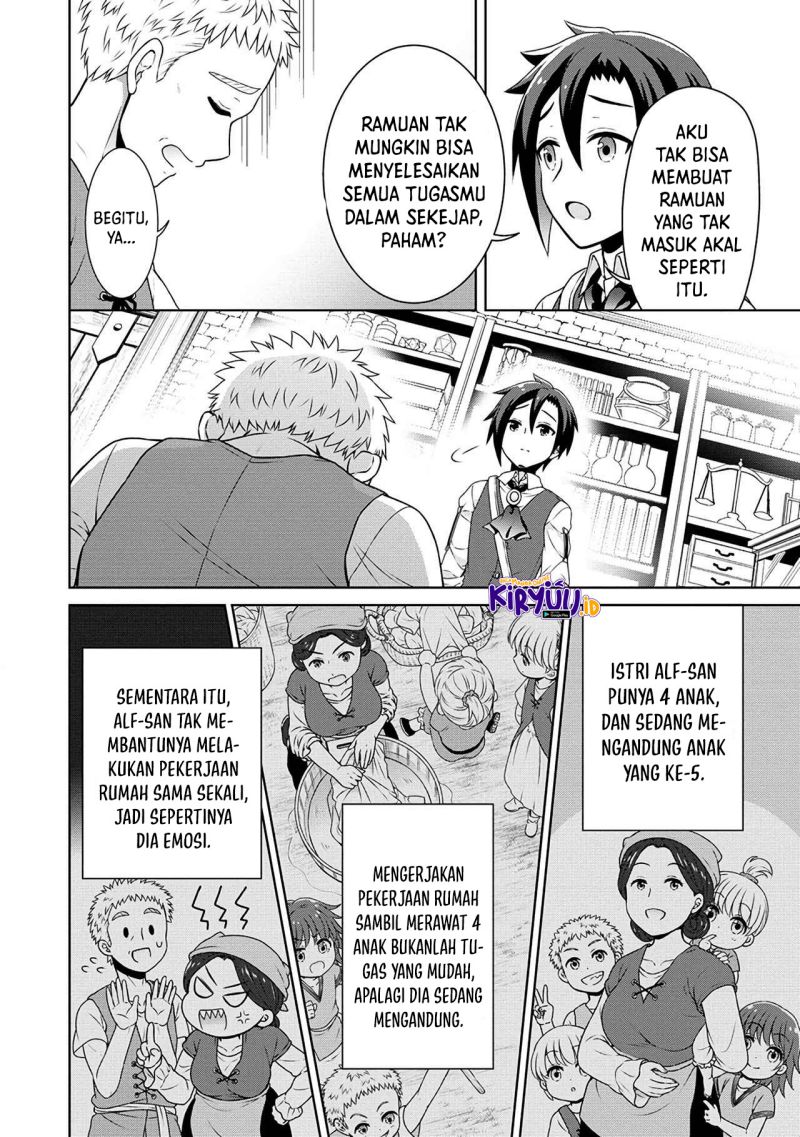 AKU
TAK BISA
MEMBUAT
RAMUAN
YANG TAK
MASUK AKAL
SEPERTI
ITU.
RAMUAN TAK
MUNGKIN BISA
MENYELESAIKAN
SEMUA TUGASMU
DALAM SEKEJAP,
PAHAM?
BEGITU,
YA...
KIRYUU.ID
ISTRI ALF-SAN
PUNYA 4 ANAK,
DAN SEDANG ME-
NGANDUNG ANAK
YANG KE-5.
MENGERJAKAN
PEKERJAAN RUMAH
SAMBIL MERAWAT 4
ANAK BUKANLAH TU-
GAS YANG MUDAH,
APALAGI DIA SEDANG
MENGANDUNG.
SEMENTARA ITU,
ALF-SAN TAK ME-
MBANTUNYA MELA-
KUKAN PEKERJAAN
RUMAH SAMA SEKALI,
JADI SEPERTINYA
DIA EMOSI.